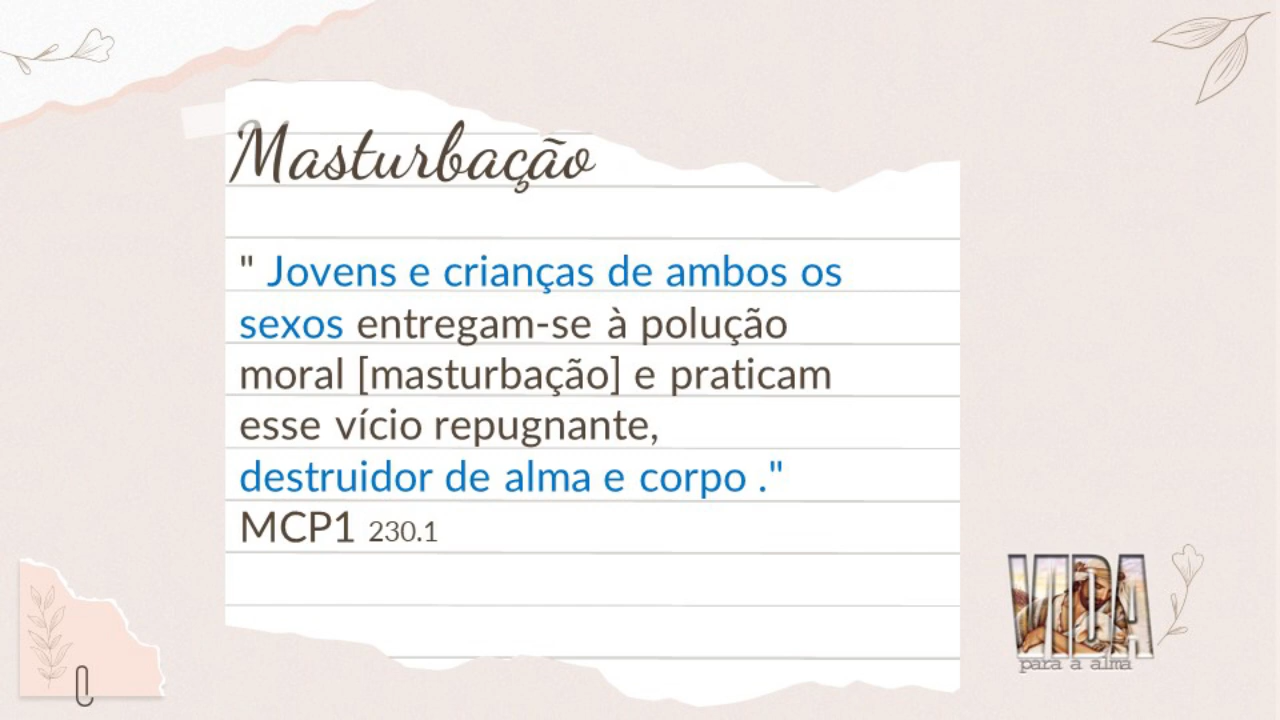 Masturbação
" Jovens e crianças de ambos os
sexos entregam-se à polução
moral [masturbação] e praticam
esse vício repugnante,
destruidor de alma e corpo ."
MCP1 230.1
VIDA
para a alma